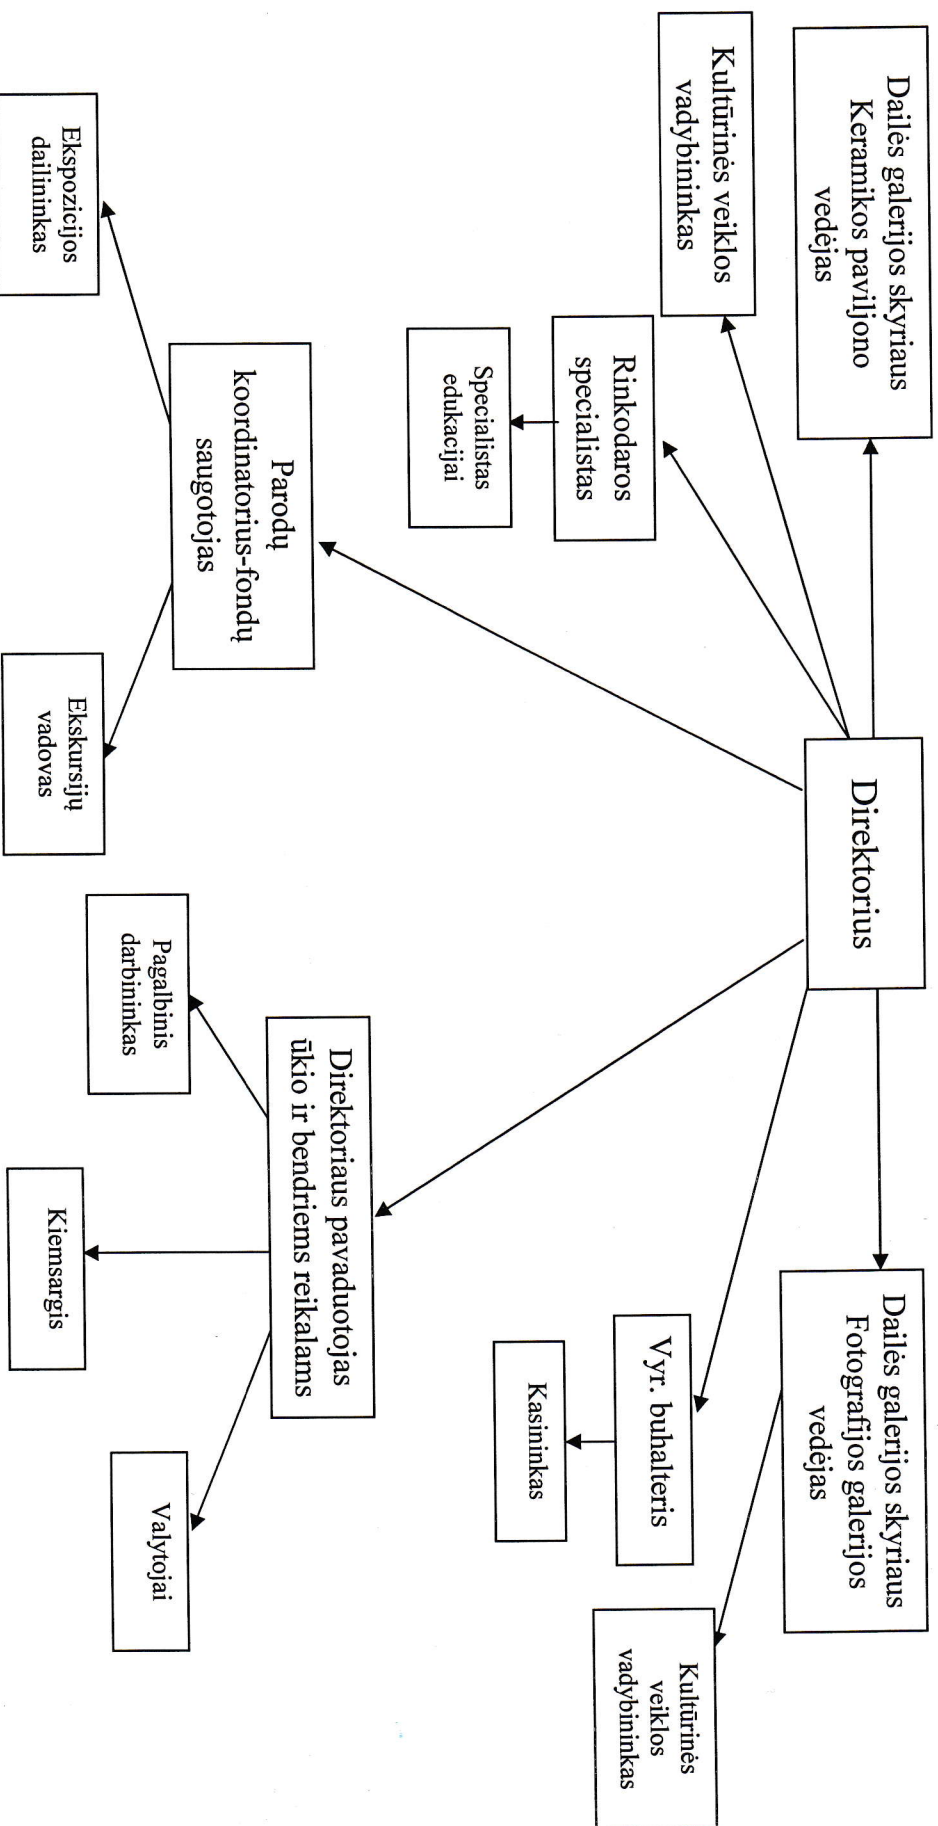 Direktorius
Dailės galerijos skyriaus
Keramikos paviljono
vedėjas
Dailės galerijos skyriaus
Fotografijos galerijos
vedėjas
Kultūrinės veiklos
vadybininkas
Rinkodaros
specialistas
Specialistas
edukacijai
Vyr. buhalteris
Kasininkas
Kultūrinės
veiklos
vadybininkas
Parodų
koordinatorius-fondų
saugotojas
Direktoriaus pavaduotojas
ūkio ir bendriems reikalams
Ekspozicijos
dailininkas
Ekskursijų
vadovas
Pagalbinis
darbininkas
Kiemsargis
Valytojai